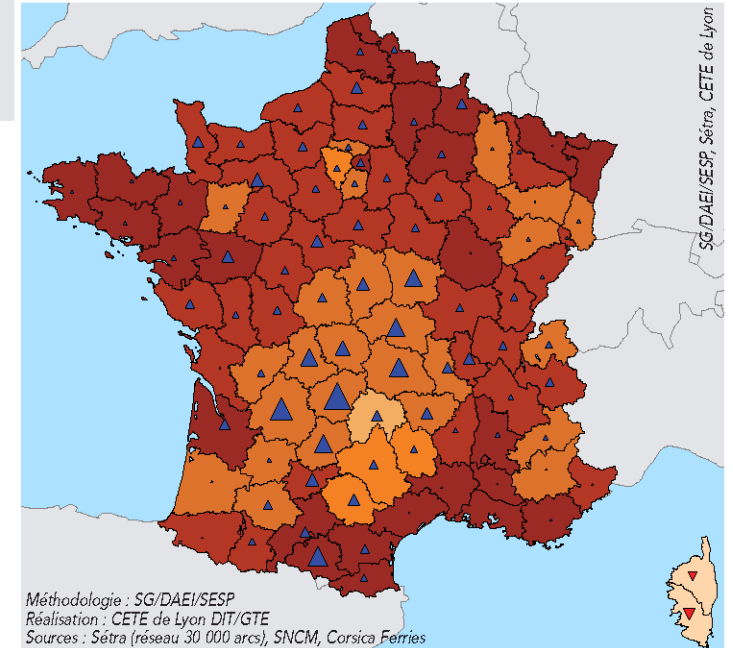 SG/DAEI/SESP, Sétra, CETE de Lyon
Méthodologie : SG/DAEI/SESP
Réalisation : CETE de Lyon DIT/GTE
Sources : Sétra (réseau 30 000 arcs), SNCM, Corsica Ferries